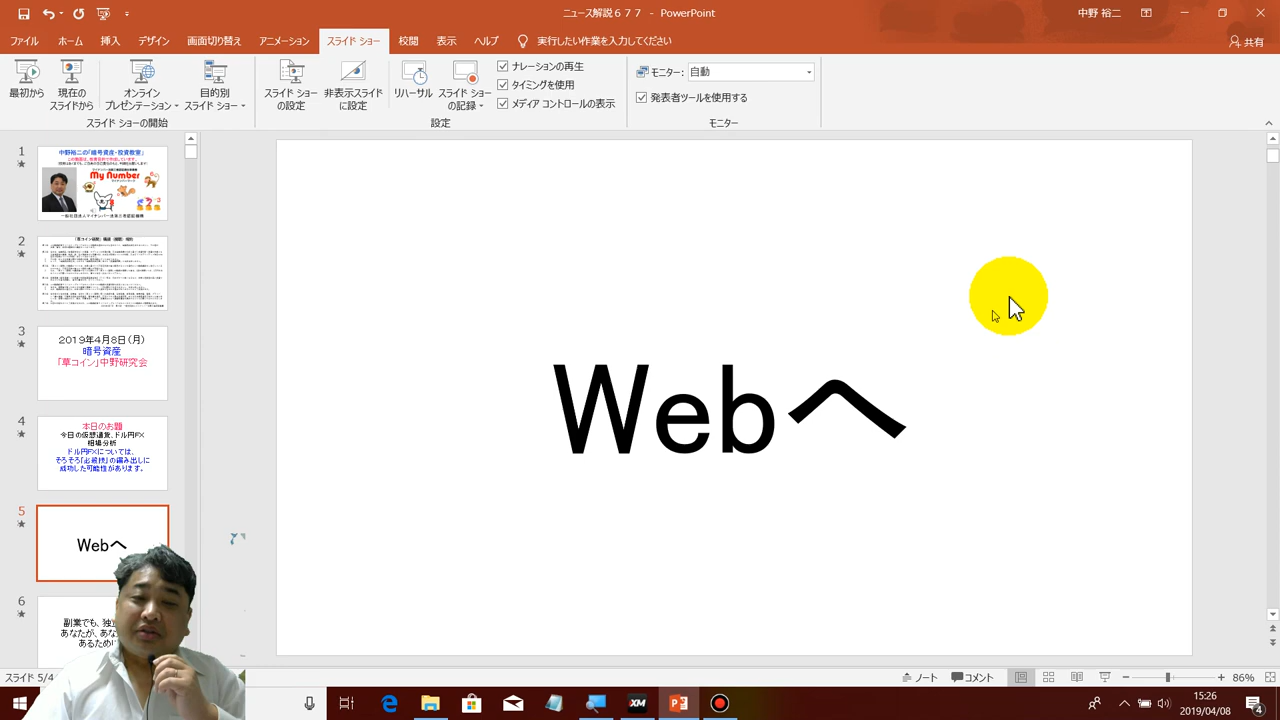 ニュース解説６７７ - PowerPoint
中野 裕二
ファイル
ホーム
挿入
デザイン
画面切り替え
アニメーション
スライド ショー
校閲
表示
ヘルプ
実行したい作業を入力してください
共有
最初から
現在の
スライドから
オンライン
プレゼンテーション
目的別
スライド ショー
スライド ショー
の設定
非表示スライド
に設定
リハーサル
スライド ショー
の記録
ナレーションの再生
タイミングを使用
メディア コントロールの表示
モニター:
自動
発表者ツールを使用する
スライド ショーの開始
設定
モニター
1
中野裕二の「暗号資産・投資教室」
My Number
2
3
2019年4月8日(月)
暗号資産
「草コイン」中野研究会
4
本日のお題
今日の仮想通貨、ドル円FX
相場分析
ドル円FXについては、
そろそろ「必殺技」の編み出しに
成功した可能性があります。
5
Webへ
6
副業でも、独立
あなたが、あな
あるために
Webへ
スライド 5/4
ノート
コメント
86%
XM
15:26
2019/04/08
4